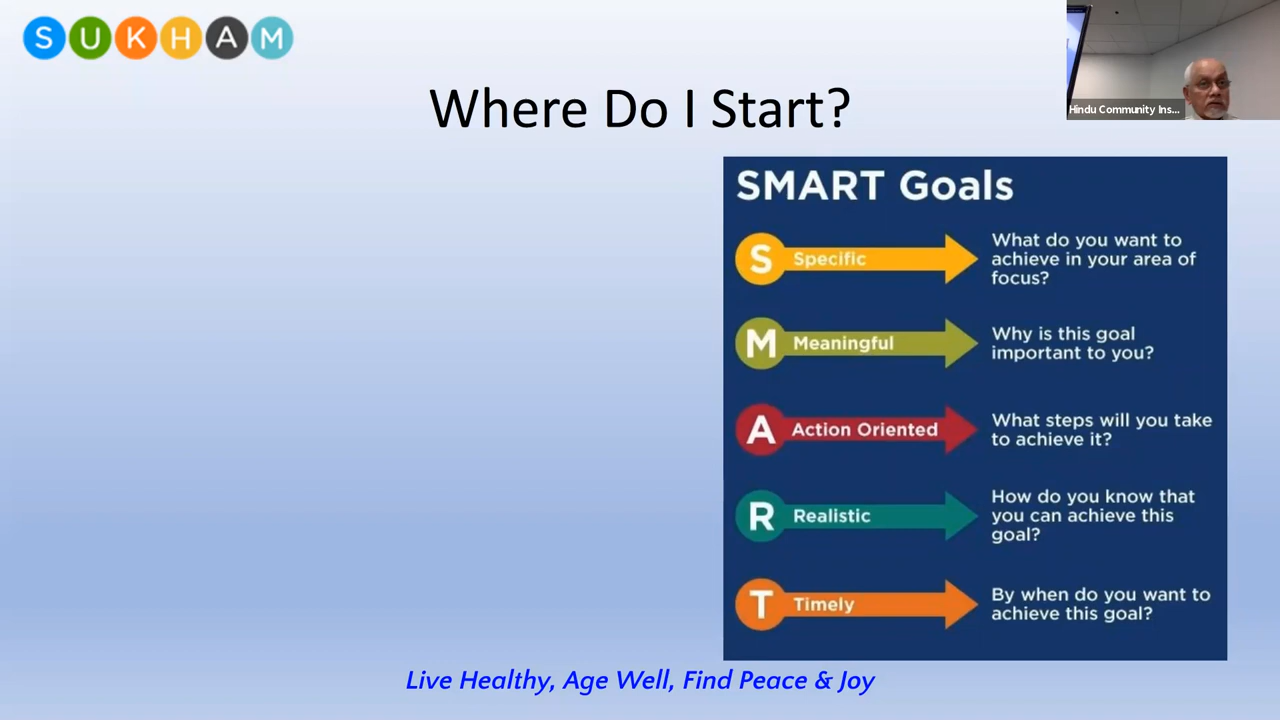 SUKHAM
Hindu Community Ins...
Where Do I Start?
SMART Goals
S Specific
What do you want to
achieve in your area of
focus?
M Meaningful
Why is this goal
important to you?
A Action Oriented
What steps will you take
to achieve it?
R Realistic
How do you know that
you can achieve this
goal?
T Timely
By when do you want to
achieve this goal?
Live Healthy, Age Well, Find Peace & Joy